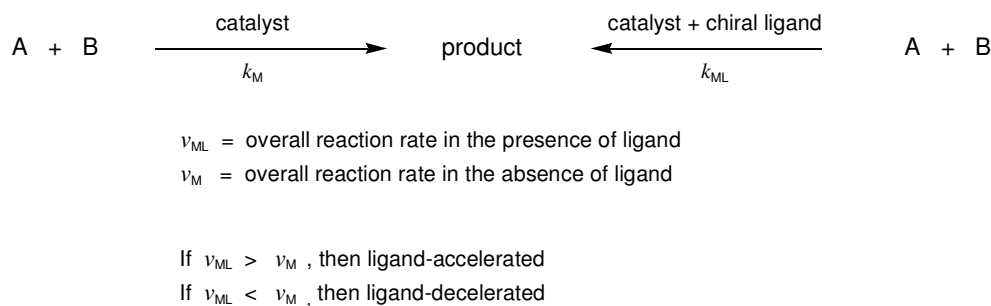 catalyst catalyst + chiral ligand
A + B product A + B
k_M k_ML
v_ML = overall reaction rate in the presence of ligand
v_M = overall reaction rate in the absence of ligand
If v_ML > v_M , then ligand-accelerated
If v_ML < v_M , then ligand-decelerated